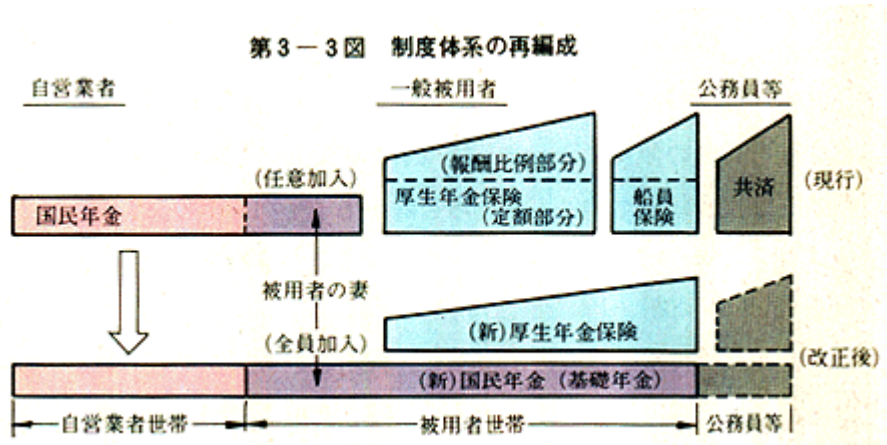 第3－3図 制度体系の再編成
自営業者 一般被用者 公務員等
(任意加入)
(報酬比例部分)
厚生年金保険
(定額部分)
船員
保険
共済
(現行)
国民年金
被用者の妻
(全員加入)
(新)厚生年金保険
(改正後)
(新)国民年金(基礎年金)
自営業者世帯 被用者世帯 公務員等